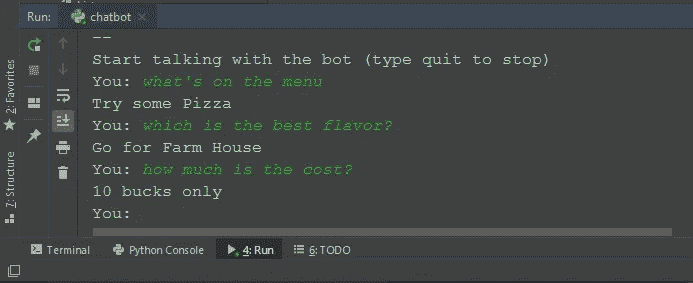 Run: chatbot
--
Start talking with the bot (type quit to stop)
You: what's on the menu
Try some Pizza
You: which is the best flavor?
Go for Farm House
You: how much is the cost?
10 bucks only
You:
2: Favorites
7: Structure
Terminal Python Console 4: Run 6: TODO